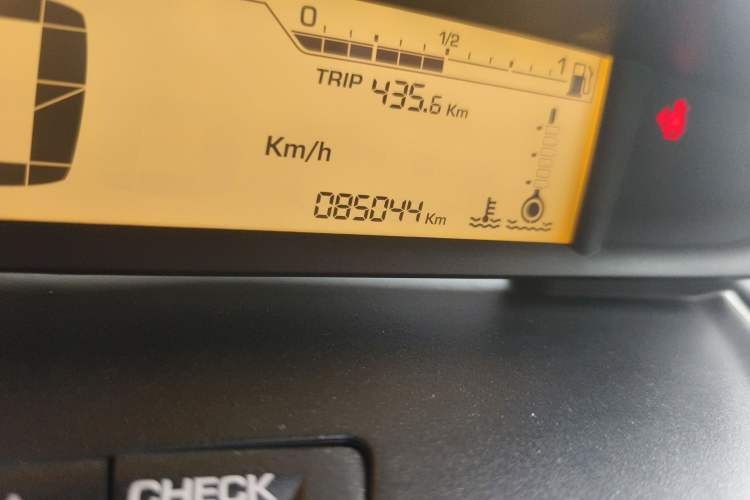 0 1/2 1
TRIP 435.6 Km
Km/h
085044 Km
CHECK